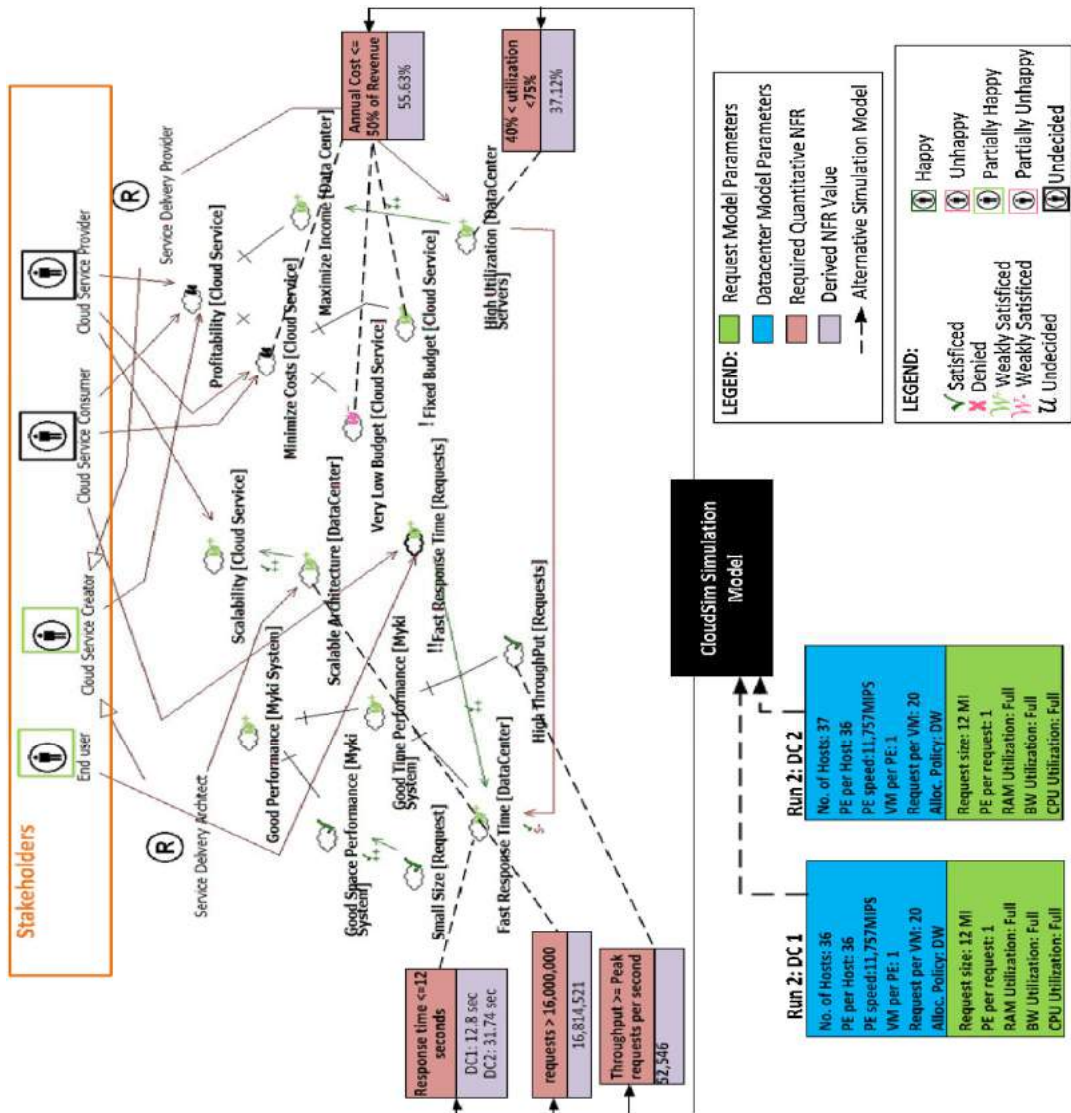 Stakeholders
End user
Cloud Service Creator
Cloud Service Consumer
Cloud Service Provider
R
Service Delivery Architect
R
Service Delivery Provider
Good Performance [Myki System]
Good Space Performance [Myki
System]
Small Size [Request]
Good Time Performance [Myki
System]
Fast Response Time [DataCenter]
High ThroughPut [Requests]
Scalability [Cloud Service]
Scalable Architecture [DataCenter]
!!Fast Response Time [Requests]
Profitability [Cloud Service]
Minimize Costs [Cloud Service]
Maximize Income [Data Center]
Very Low Budget [Cloud Service]
!Fixed Budget [Cloud Service]
High Utilization [DataCenter
Servers]
Response time <=12
seconds
DC1: 12.8 sec
DC2: 31.74 sec
requests > 16,000,000
16,814,521
Throughput >= Peak
requests per second
52,546
Annual Cost <=
50% of Revenue
55.63%
40% < utilization
<75%
37.12%
CloudSim Simulation
Model
Run 2: DC 1
No. of Hosts: 36
PE per Host: 36
PE speed:11,757MIPS
VM per PE: 1
Request per VM: 20
Alloc. Policy: DW
Request size: 12 MI
PE per request: 1
RAM Utilization: Full
BW Utilization: Full
CPU Utilization: Full
Run 2: DC2
No. of Hosts: 37
PE per Host: 36
PE speed:11,757MIPS
VM per PE: 1
Request per VM: 20
Alloc. Policy: DW
Request size: 12 MI
PE per request: 1
RAM Utilization: Full
BW Utilization: Full
CPU Utilization: Full
LEGEND:
Request Model Parameters
Datacenter Model Parameters
Required Quantitative NFR
Derived NFR Value
Alternative Simulation Model
LEGEND:
Satisficed
Denied
W+ Weakly Satisficed
W- Weakly Satisficed
U Undecided
Happy
Unhappy
Partially Happy
Partially Unhappy
Undecided